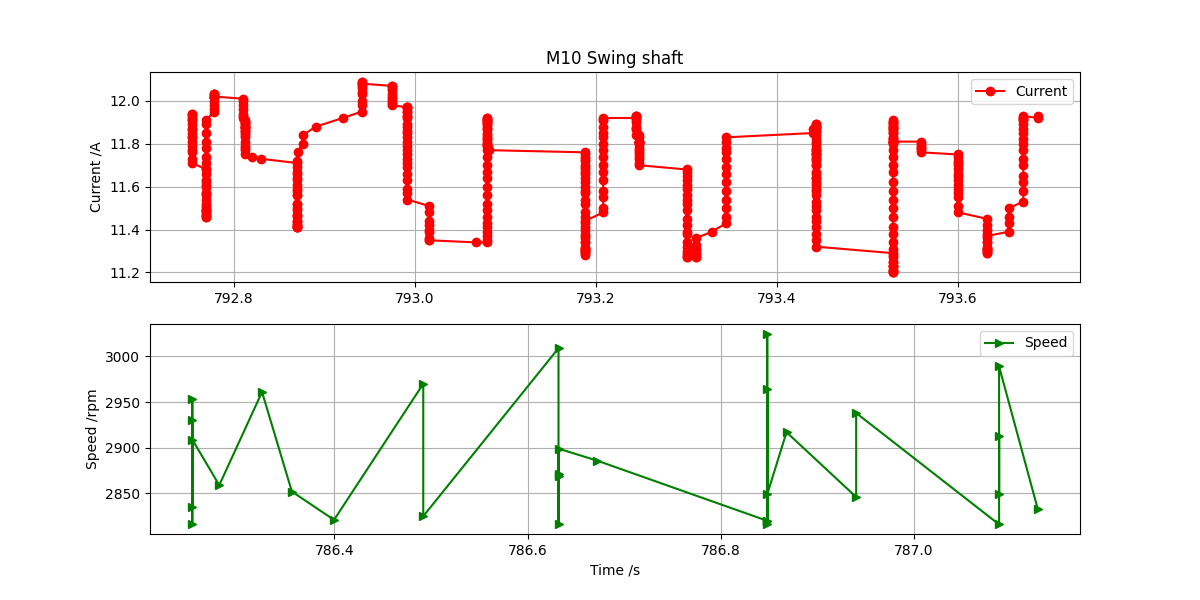 M10 Swing shaft
Current
Current /A
12.0
11.8
11.6
11.4
11.2
792.8 793.0 793.2 793.4 793.6
Speed
Speed /rpm
3000
2950
2900
2850
786.4 786.6 786.8 787.0
Time /s